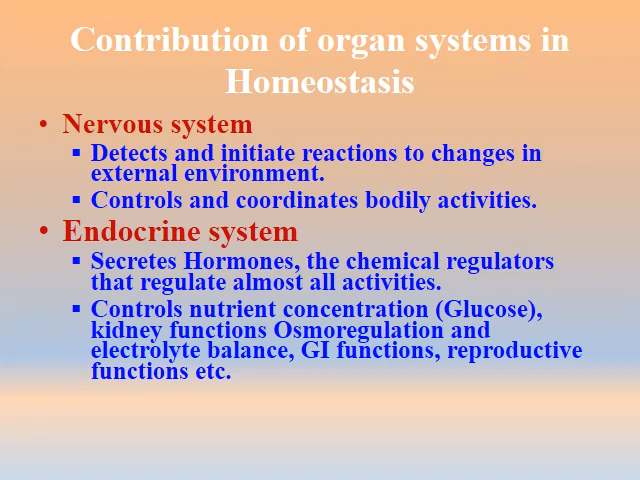 Contribution of organ systems in
Homeostasis
• Nervous system
▪ Detects and initiate reactions to changes in
external environment.
▪ Controls and coordinates bodily activities.
• Endocrine system
▪ Secretes Hormones, the chemical regulators
that regulate almost all activities.
▪ Controls nutrient concentration (Glucose),
kidney functions Osmoregulation and
electrolyte balance, GI functions, reproductive
functions etc.